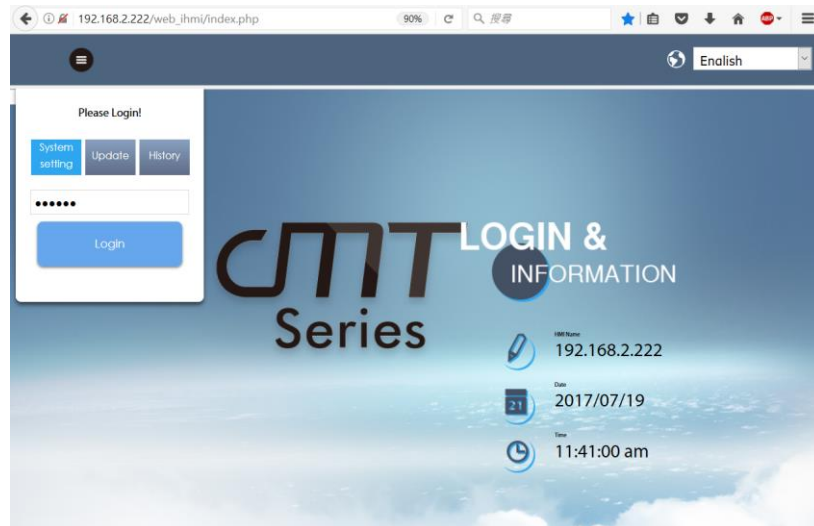 192.168.2.222/web_ihmi/index.php
90%
搜尋
ABP
English
Please Login!
System
setting
Update
History
••••••
Login
cMT
Series
LOGIN &
INFORMATION
HMI Name
192.168.2.222
Date
21
2017/07/19
Time
11:41:00 am